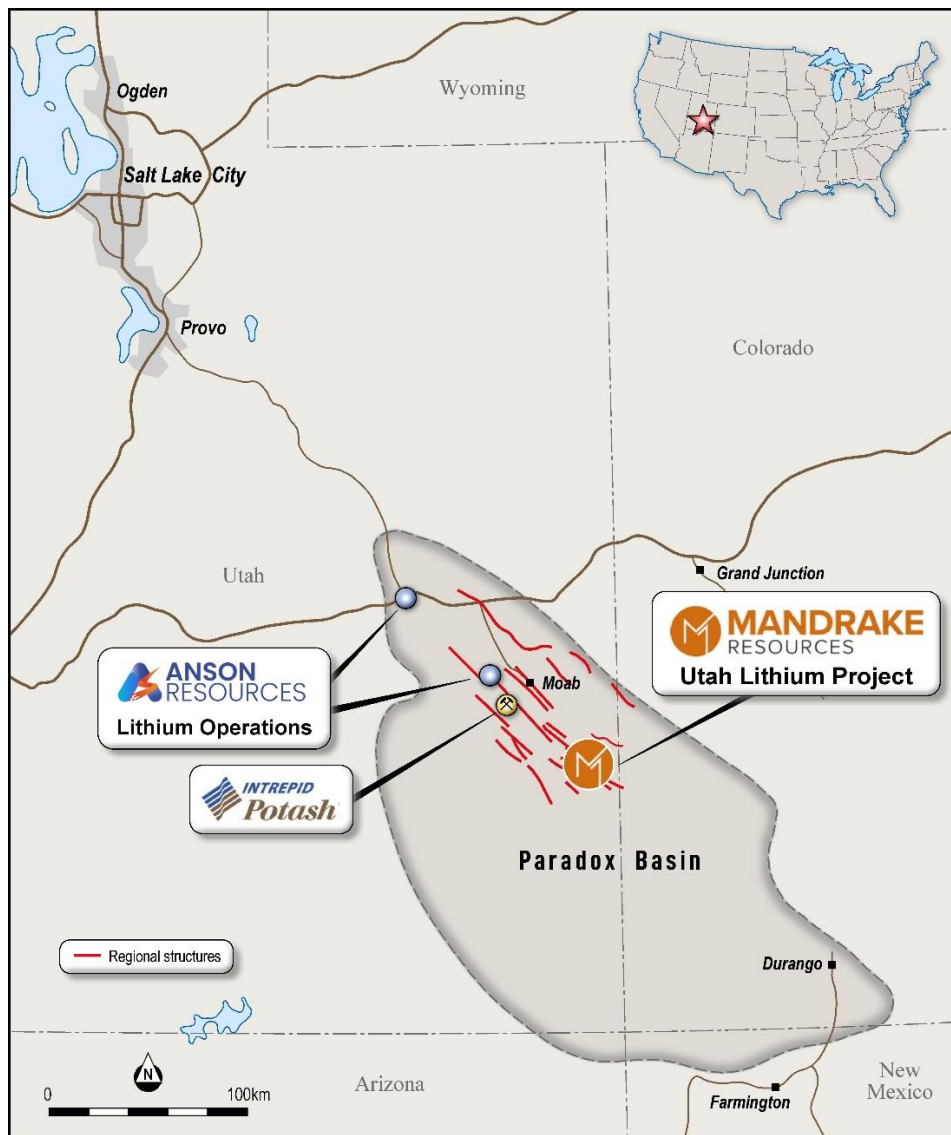 Wyoming
Ogden
Salt Lake City
Provo
Colorado
Utah
Grand Junction
MANDRAKE
RESOURCES
Utah Lithium Project
ANSON
RESOURCES
Lithium Operations
Moab
INTREPID
Potash
Paradox Basin
Regional structures
Durango
N
0 100km
Arizona
New
Mexico
Farmington